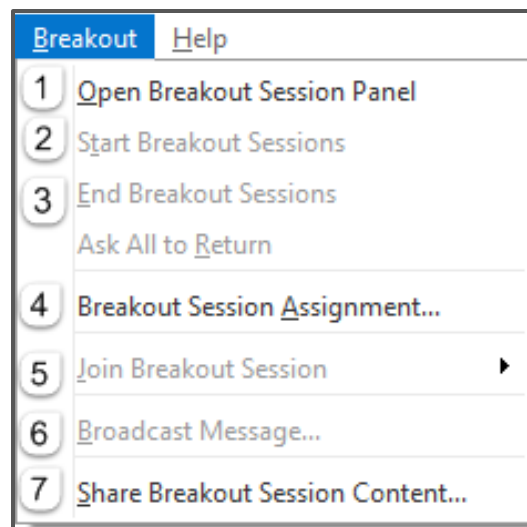 Breakout Help
1 Open Breakout Session Panel
2 Start Breakout Sessions
3 End Breakout Sessions
Ask All to Return
4 Breakout Session Assignment...
5 Join Breakout Session
6 Broadcast Message...
7 Share Breakout Session Content...